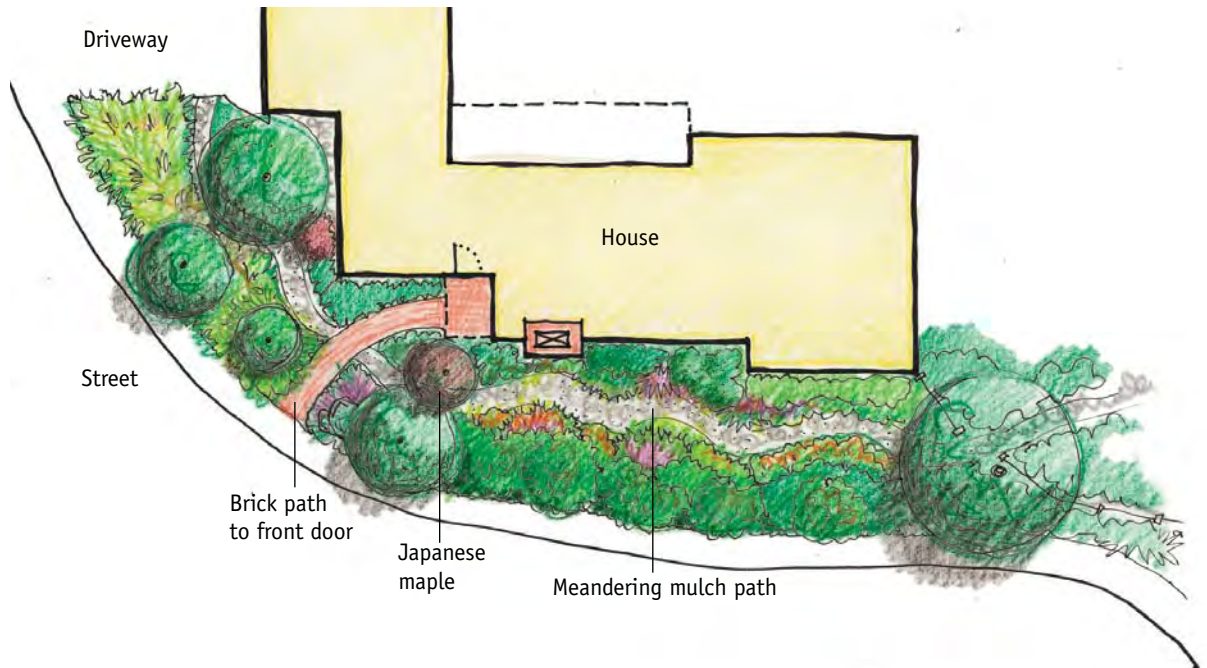 Driveway
House
Street
Brick path
to front door
Japanese
maple
Meandering mulch path